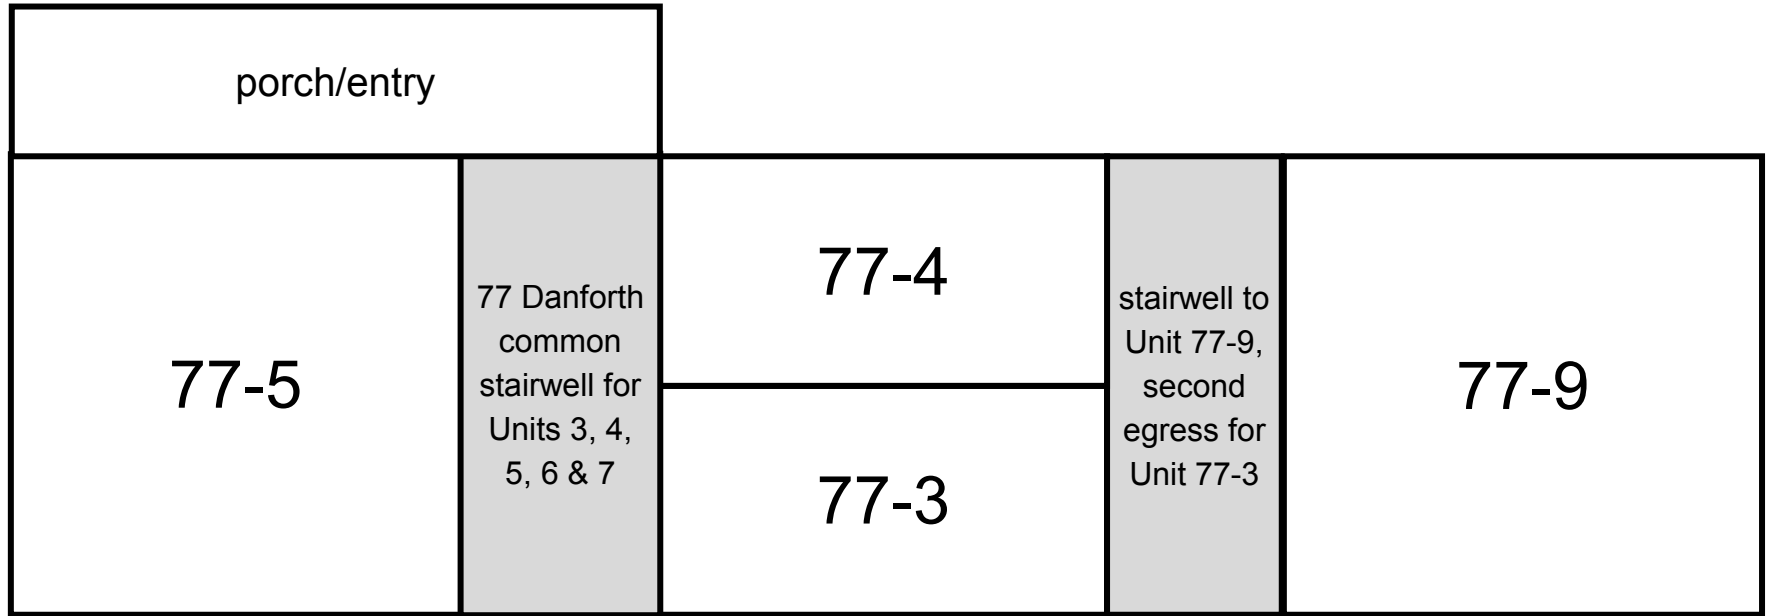 porch/entry
77-5
77 Danforth
common
stairwell for
Units 3, 4,
5, 6 & 7
77-4
77-3
stairwell to
Unit 77-9,
second
egress for
Unit 77-3
77-9